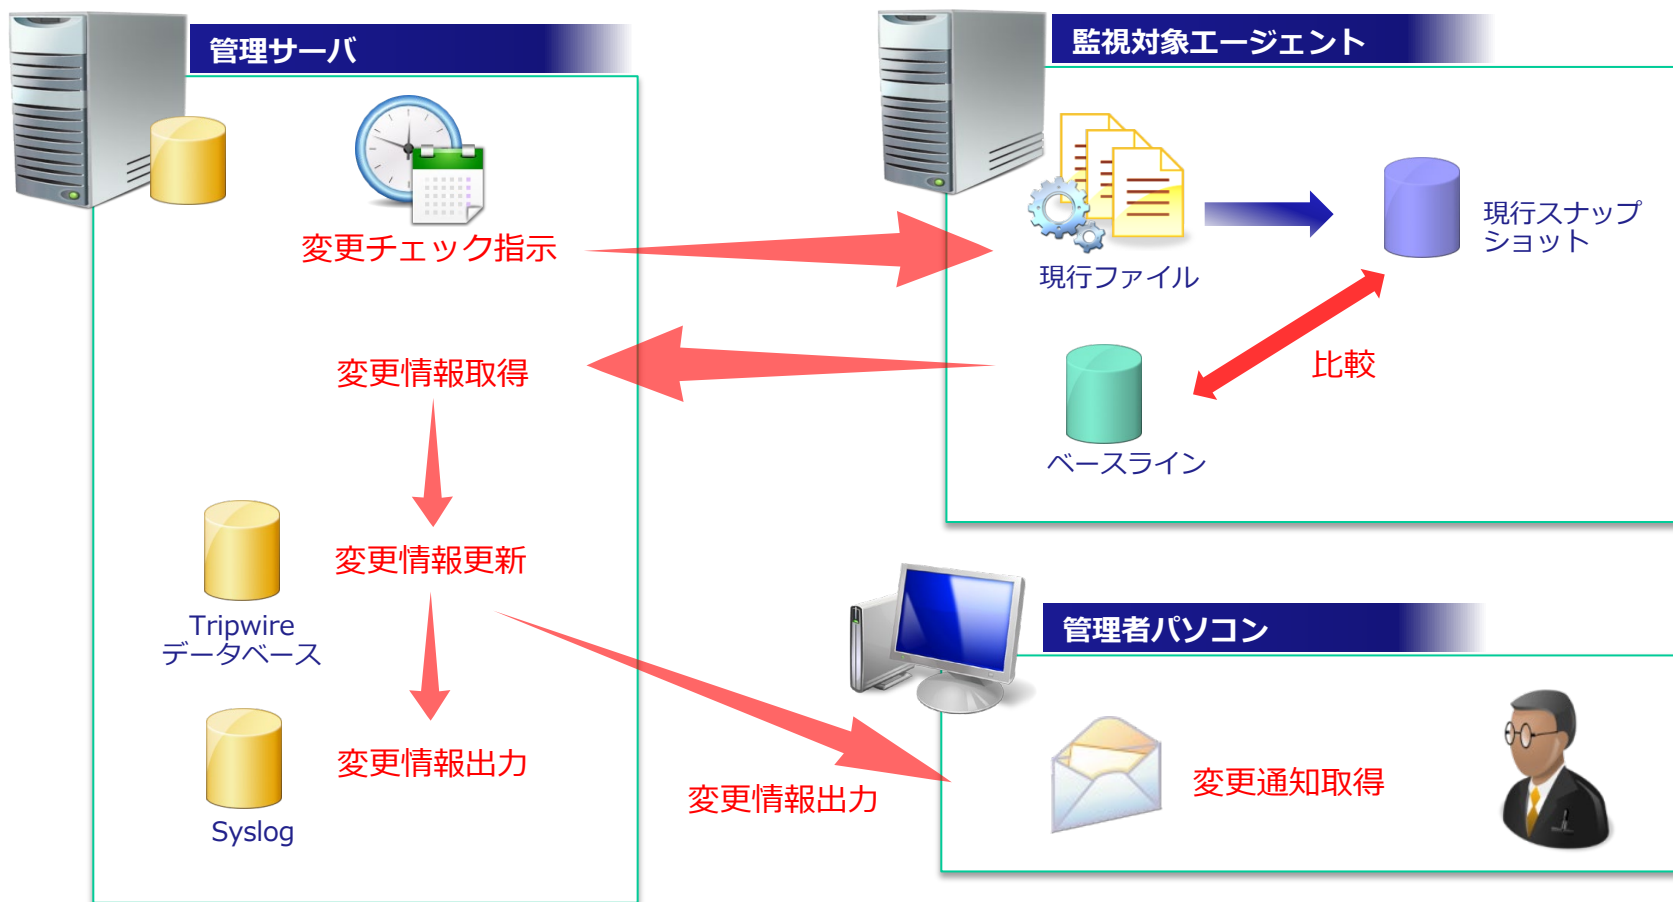 管理サーバ
変更チェック指示
変更情報取得
変更情報更新
Tripwire
データベース
変更情報出力
Syslog
監視対象エージェント
現行ファイル
現行スナップ
ショット
比較
ベースライン
管理者パソコン
変更情報出力
変更通知取得